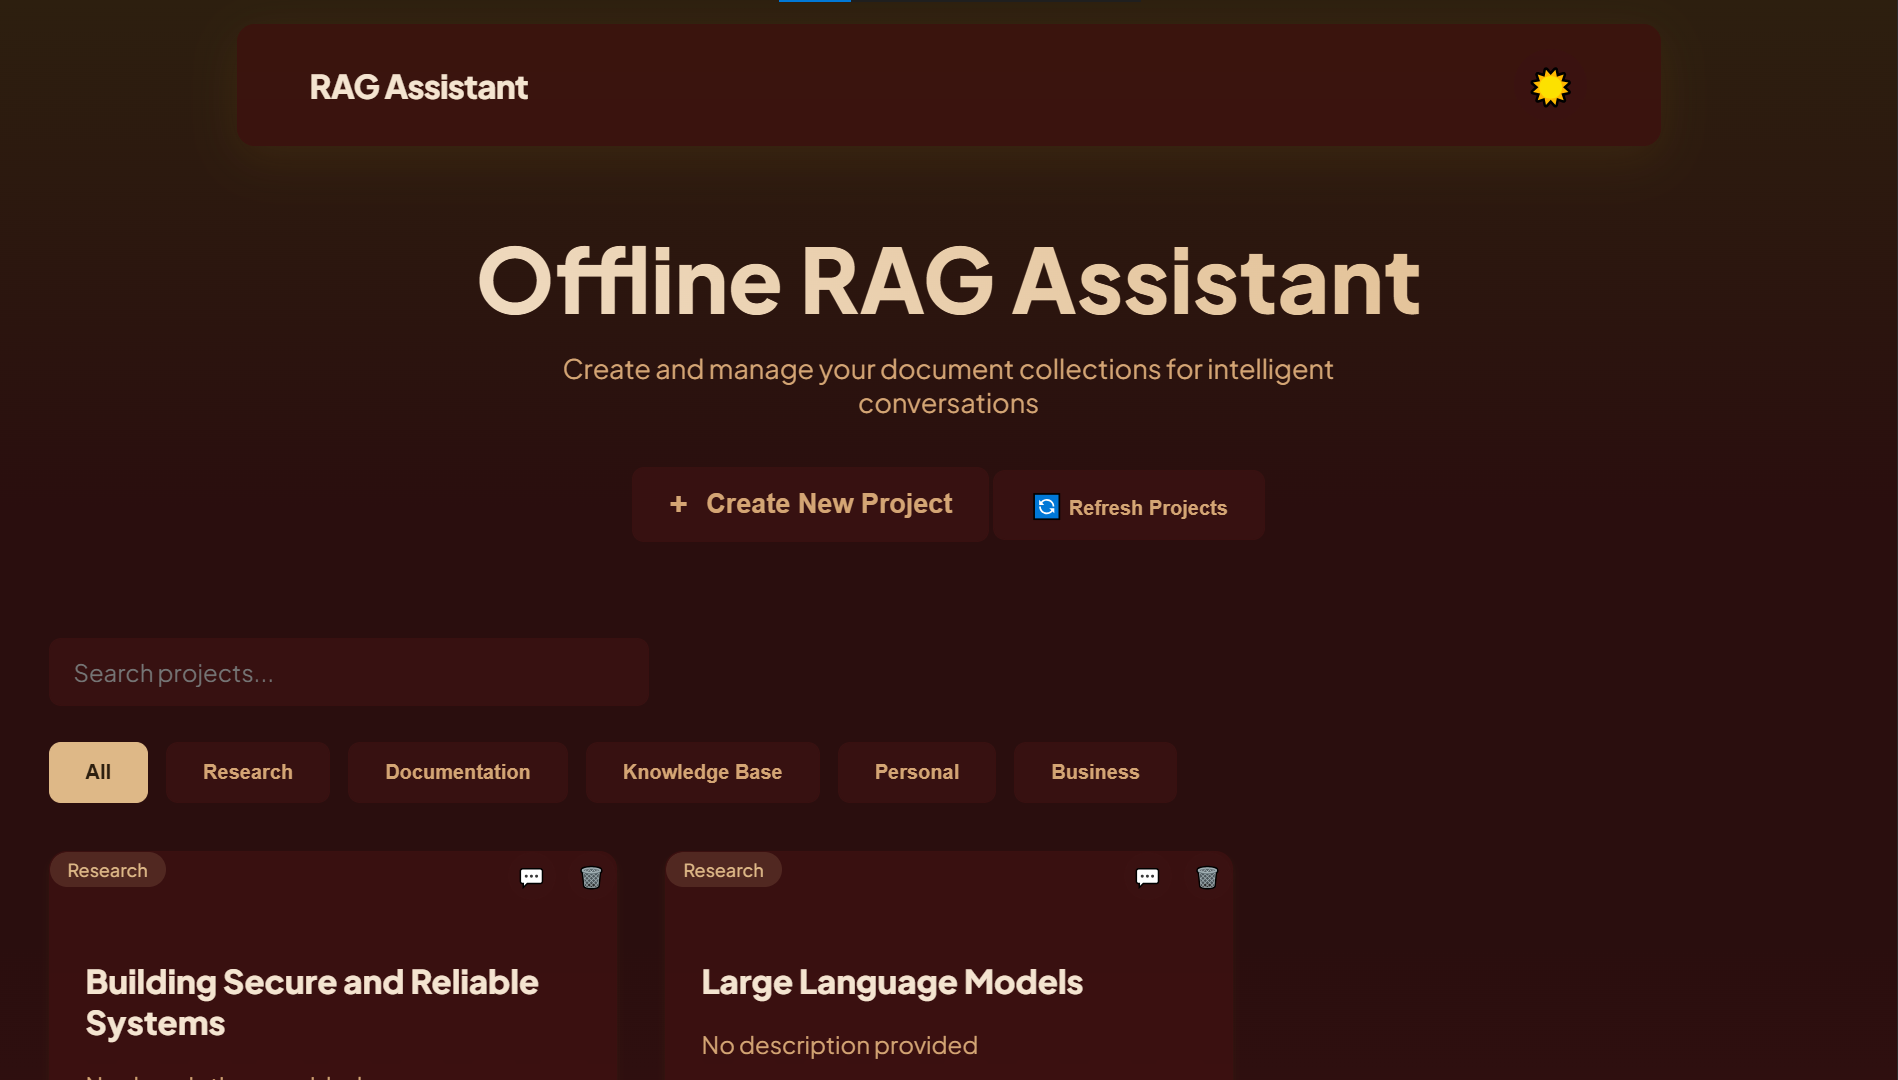 RAG Assistant
Offline RAG Assistant
Create and manage your document collections for intelligent
conversations
+ Create New Project
Refresh Projects
Search projects...
All
Research
Documentation
Knowledge Base
Personal
Business
Research
Research
Building Secure and Reliable
Systems
Large Language Models
No description provided